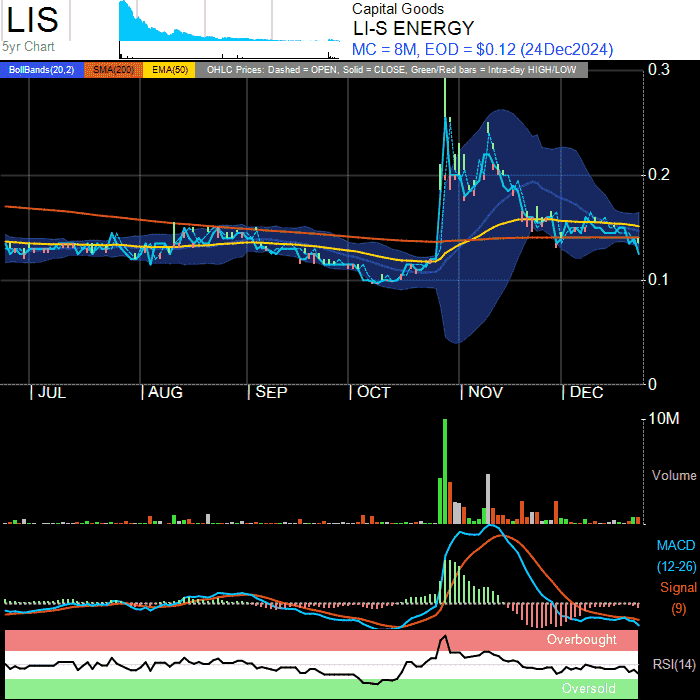 LIS
5yr Chart
Capital Goods
LI-S ENERGY
MC = 8M, EOD = $0.12 (24Dec2024)
BollBands(20,2) SMA(200) EMA(50) OHLC Prices: Dashed = OPEN, Solid = CLOSE, Green/Red bars = Intra-day HIGH/LOW
0.3
0.2
0.1
0
JUL AUG SEP OCT NOV DEC
10M
Volume
0
MACD
(12-26)
Signal
(9)
Overbought
RSI(14)
Oversold